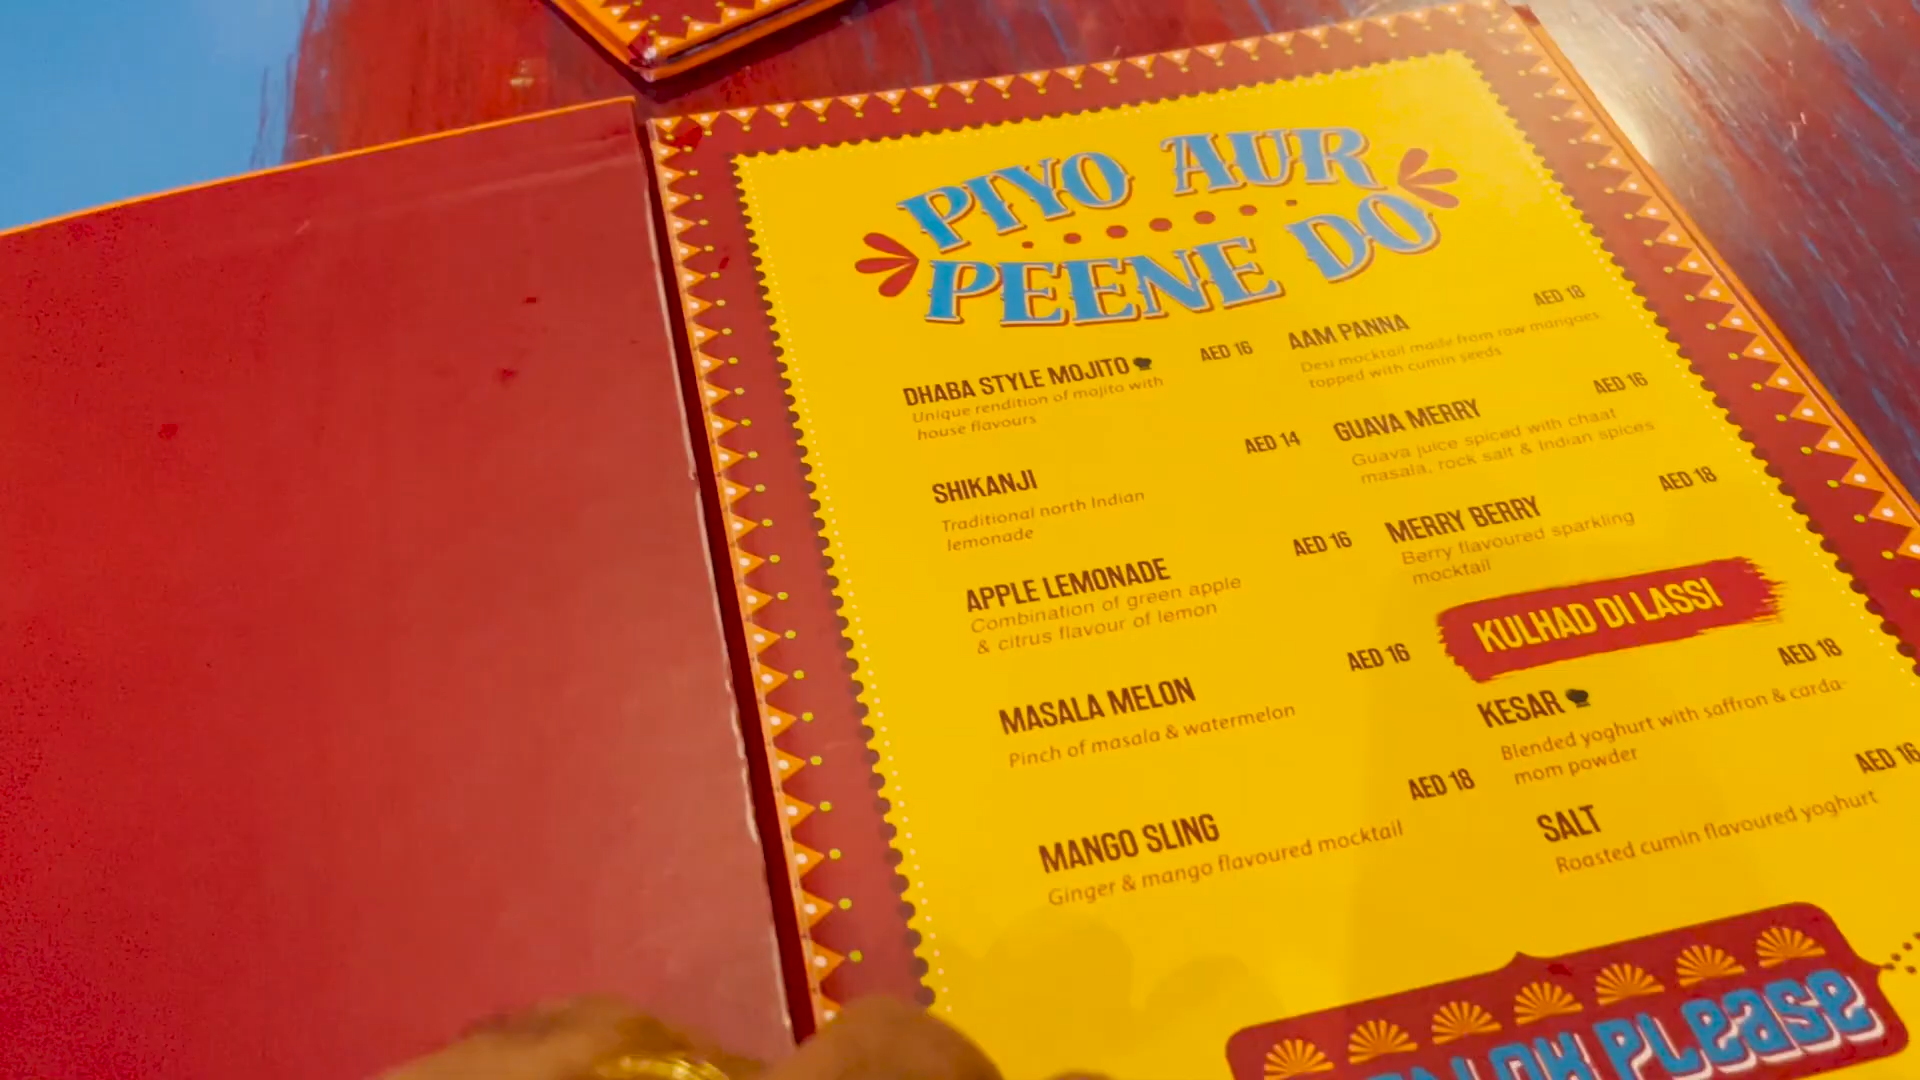 PIYO AUR
PEENE DO
DHABA STYLE MOJITO
AED 16
Unique rendition of mojito with
house flavours
SHIKANJI
AED 14
Traditional north Indian
lemonade
APPLE LEMONADE
AED 16
Combination of green apple
& citrus flavour of lemon
MASALA MELON
AED 16
Pinch of masala & watermelon
MANGO SLING
AED 18
Ginger & mango flavoured mocktail
AAM PANNA
AED 18
Desi mocktail made from raw mangoes
topped with cumin seeds
GUAVA MERRY
AED 16
Guava juice spiced with chaat
masala, rock salt & Indian spices
MERRY BERRY
AED 18
Berry flavoured sparkling
mocktail
KULHAD DI LASSI
KESAR
AED 18
Blended yoghurt with saffron & carda-
mom powder
SALT
AED 16
Roasted cumin flavoured yoghurt
OK PLease